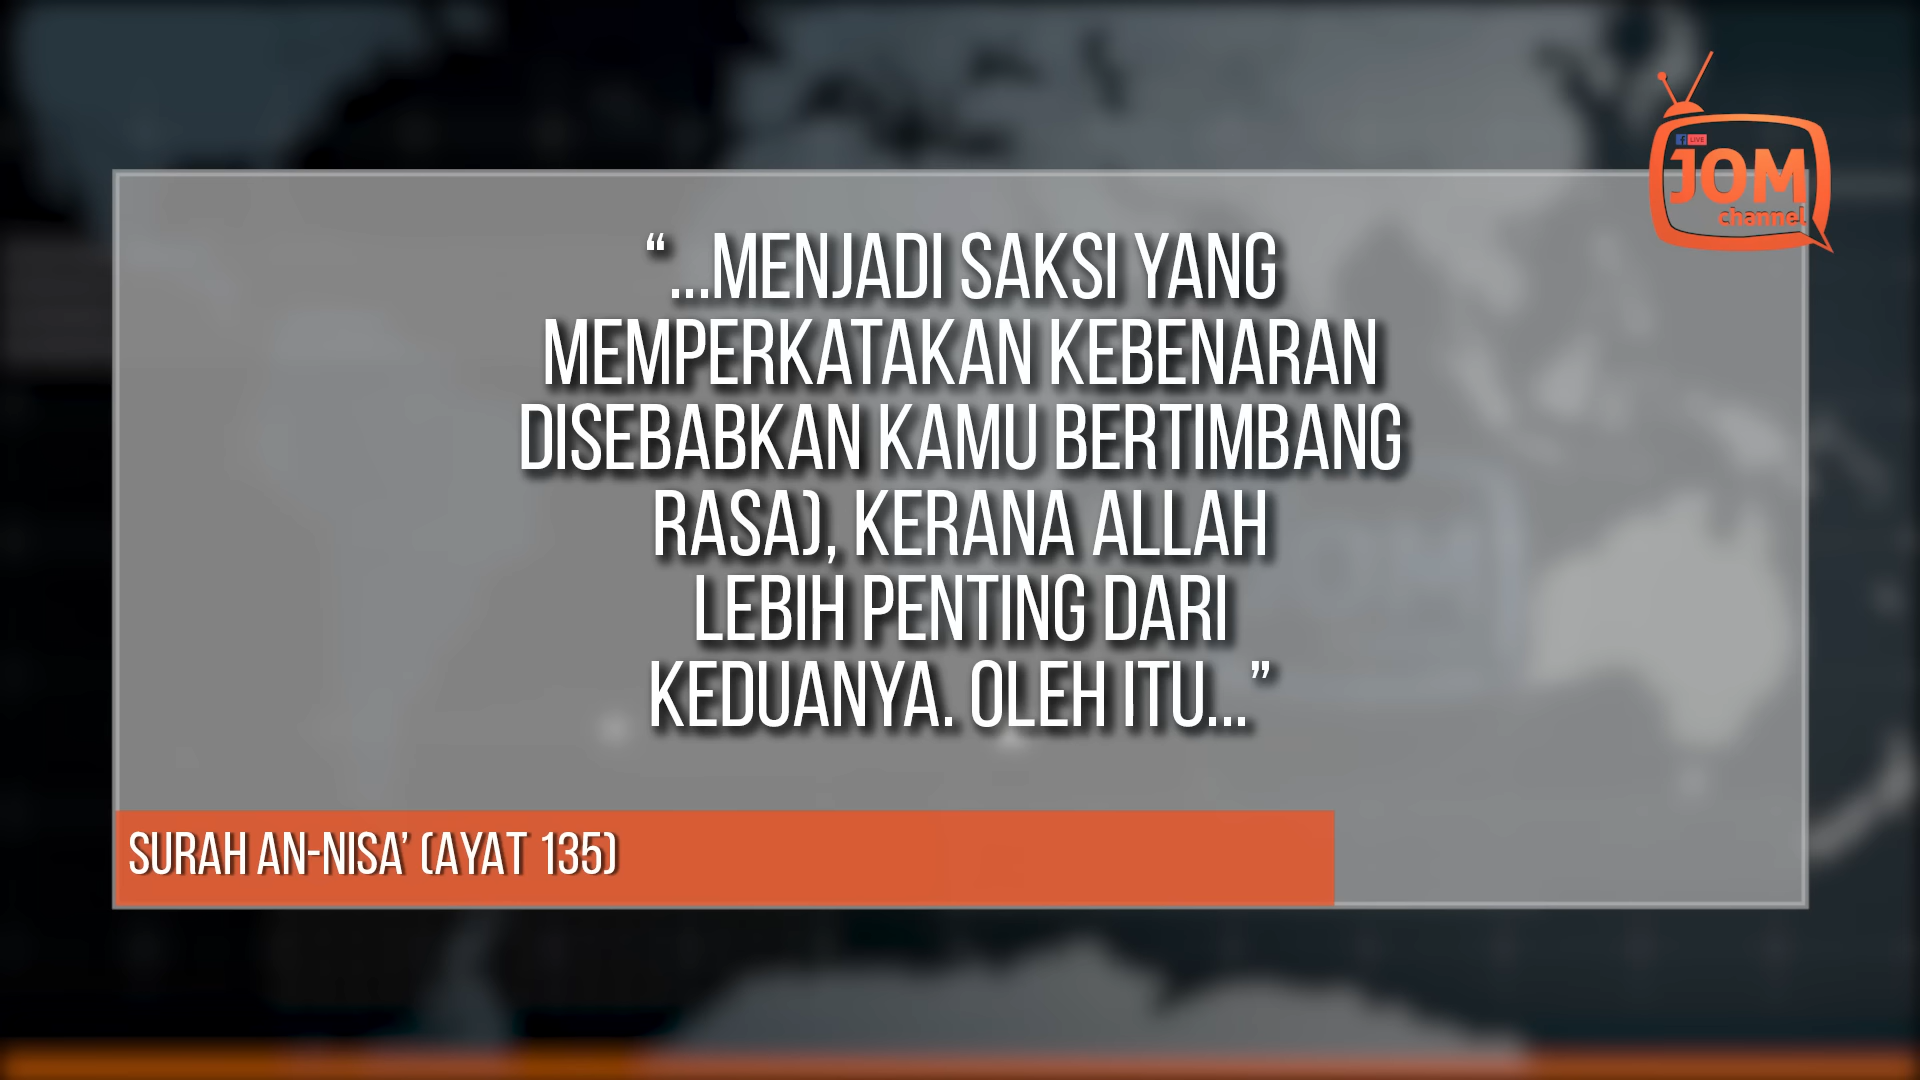 LIVE
JOM
channel
“...MENJADI SAKSI YANG
MEMPERKATAKAN KEBENARAN
DISEBABKAN KAMU BERTIMBANG
RASA), KERANA ALLAH
LEBIH PENTING DARI
KEDUANYA. OLEH ITU...”
SURAH AN-NISA’ (AYAT 135)